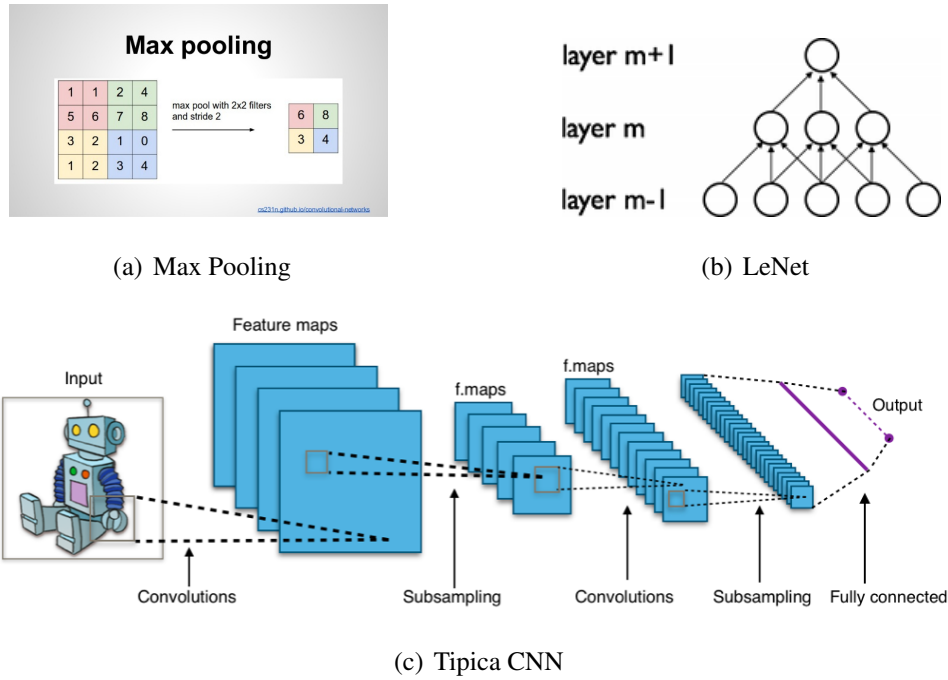 Max pooling
1 1 2 4
5 6 7 8
3 2 1 0
1 2 3 4
max pool with 2x2 filters
and stride 2
6 8
3 4
cs231n.github.io/convolutional-networks
(a) Max Pooling
layer m+1
layer m
layer m-1
(b) LeNet
Input
Feature maps
f.maps
f.maps
Output
Convolutions
Subsampling
Convolutions
Subsampling
Fully connected
(c) Tipica CNN